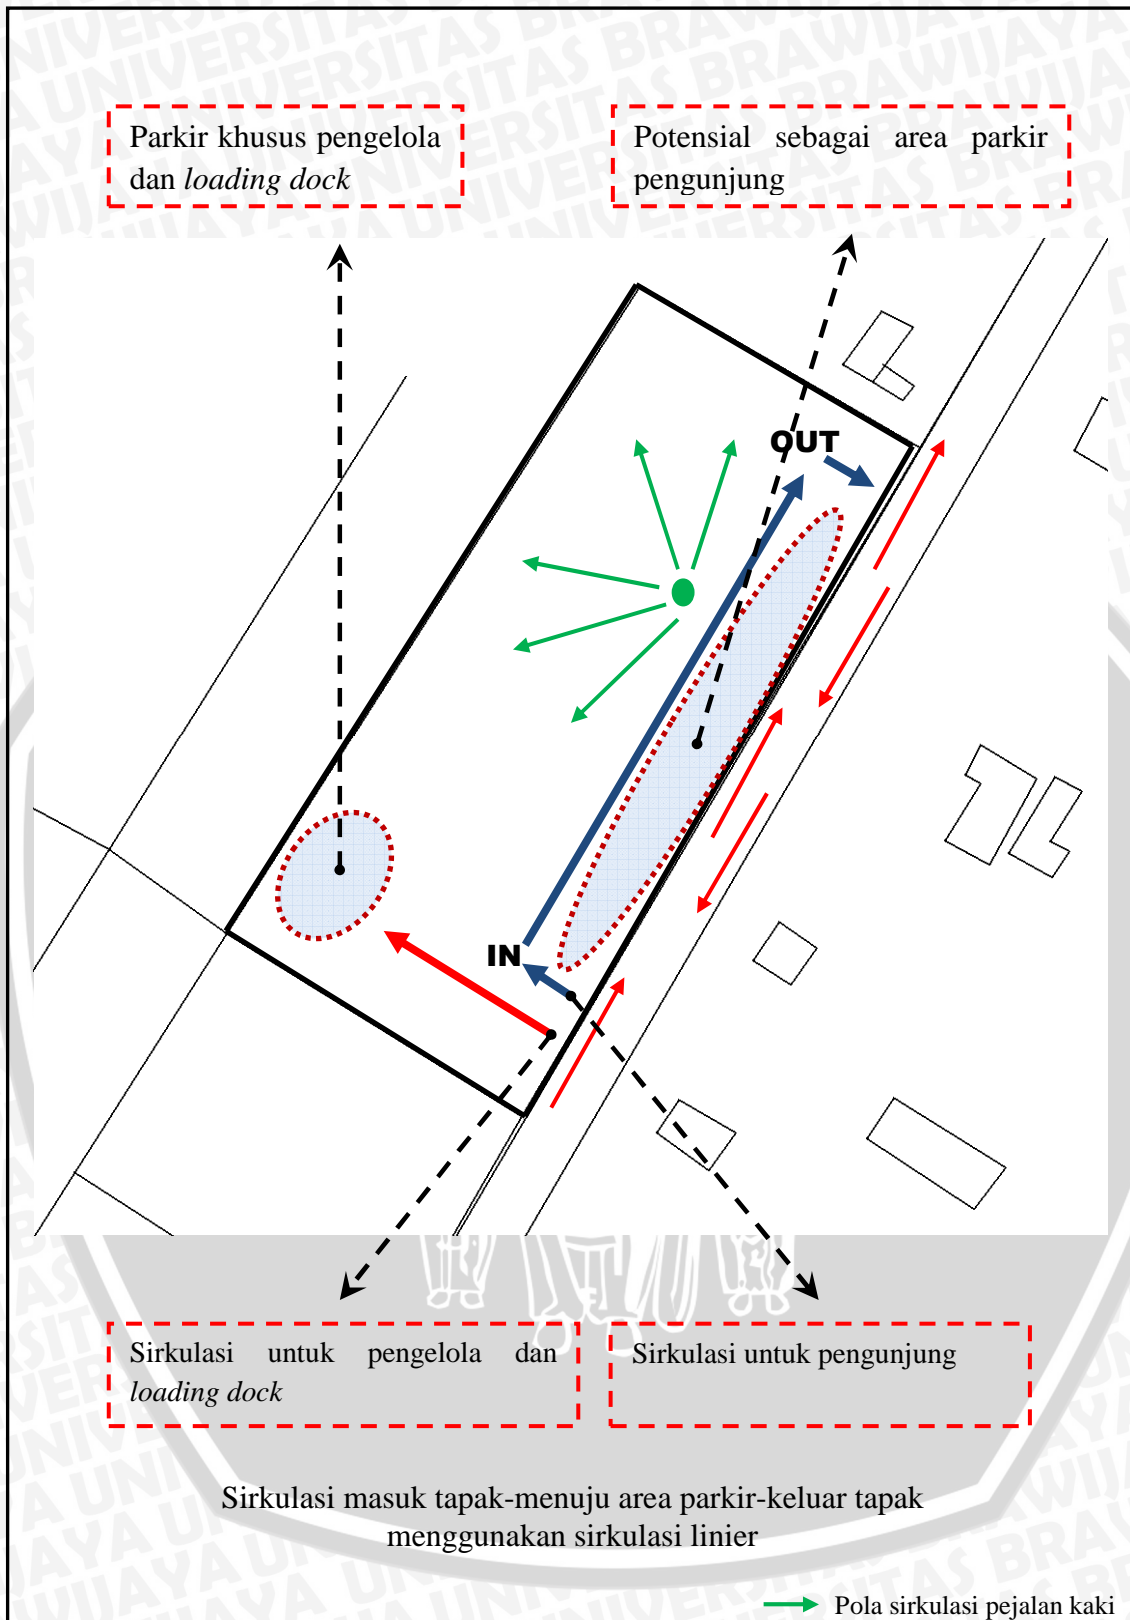 Parkir khusus pengelola
dan loading dock
Potensial sebagai area parkir
pengunjung
OUT
IN
Sirkulasi untuk pengelola dan
loading dock
Sirkulasi untuk pengunjung
Sirkulasi masuk tapak-menuju area parkir-keluar tapak
menggunakan sirkulasi linier
Pola sirkulasi pejalan kaki